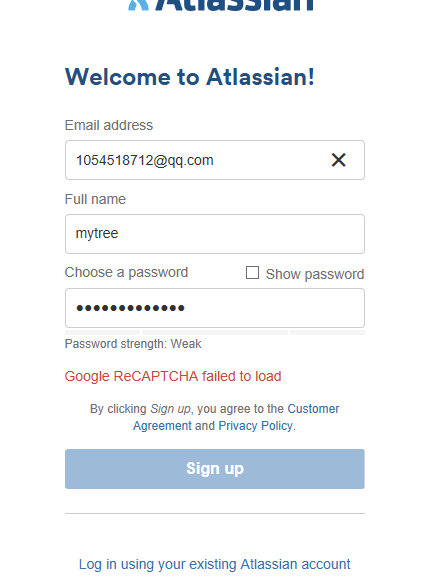 Atlassian
Welcome to Atlassian!
Email address
1054518712@qq.com
Full name
mytree
Choose a password
Show password
•••••••••••••
Password strength: Weak
Google ReCAPTCHA failed to load
By clicking Sign up, you agree to the Customer
Agreement and Privacy Policy.
Sign up
Log in using your existing Atlassian account